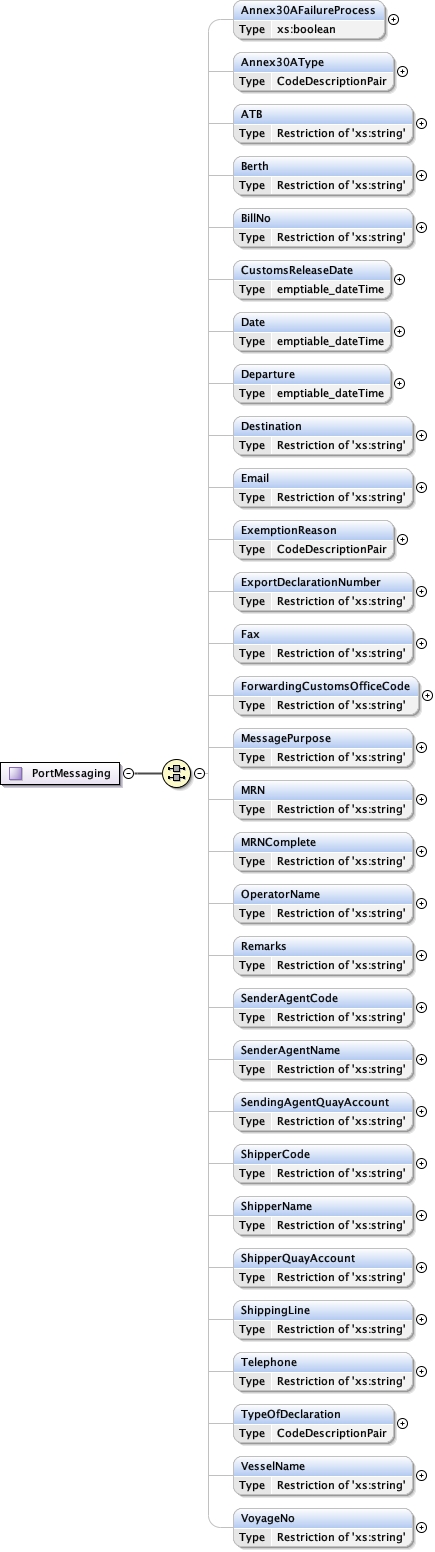 Annex30AFailureProcess
Type xs:boolean
Annex30AType
Type CodeDescriptionPair
ATB
Type Restriction of 'xs:string'
Berth
Type Restriction of 'xs:string'
BillNo
Type Restriction of 'xs:string'
CustomsReleaseDate
Type emptiable_dateTime
Date
Type emptiable_dateTime
Departure
Type emptiable_dateTime
Destination
Type Restriction of 'xs:string'
Email
Type Restriction of 'xs:string'
ExemptionReason
Type CodeDescriptionPair
ExportDeclarationNumber
Type Restriction of 'xs:string'
Fax
Type Restriction of 'xs:string'
ForwardingCustomsOfficeCode
Type Restriction of 'xs:string'
MessagePurpose
Type Restriction of 'xs:string'
PortMessaging
MRN
Type Restriction of 'xs:string'
MRNComplete
Type Restriction of 'xs:string'
OperatorName
Type Restriction of 'xs:string'
Remarks
Type Restriction of 'xs:string'
SenderAgentCode
Type Restriction of 'xs:string'
SenderAgentName
Type Restriction of 'xs:string'
SendingAgentQuayAccount
Type Restriction of 'xs:string'
ShipperCode
Type Restriction of 'xs:string'
ShipperName
Type Restriction of 'xs:string'
ShipperQuayAccount
Type Restriction of 'xs:string'
ShippingLine
Type Restriction of 'xs:string'
Telephone
Type Restriction of 'xs:string'
TypeOfDeclaration
Type CodeDescriptionPair
VesselName
Type Restriction of 'xs:string'
VoyageNo
Type Restriction of 'xs:string'